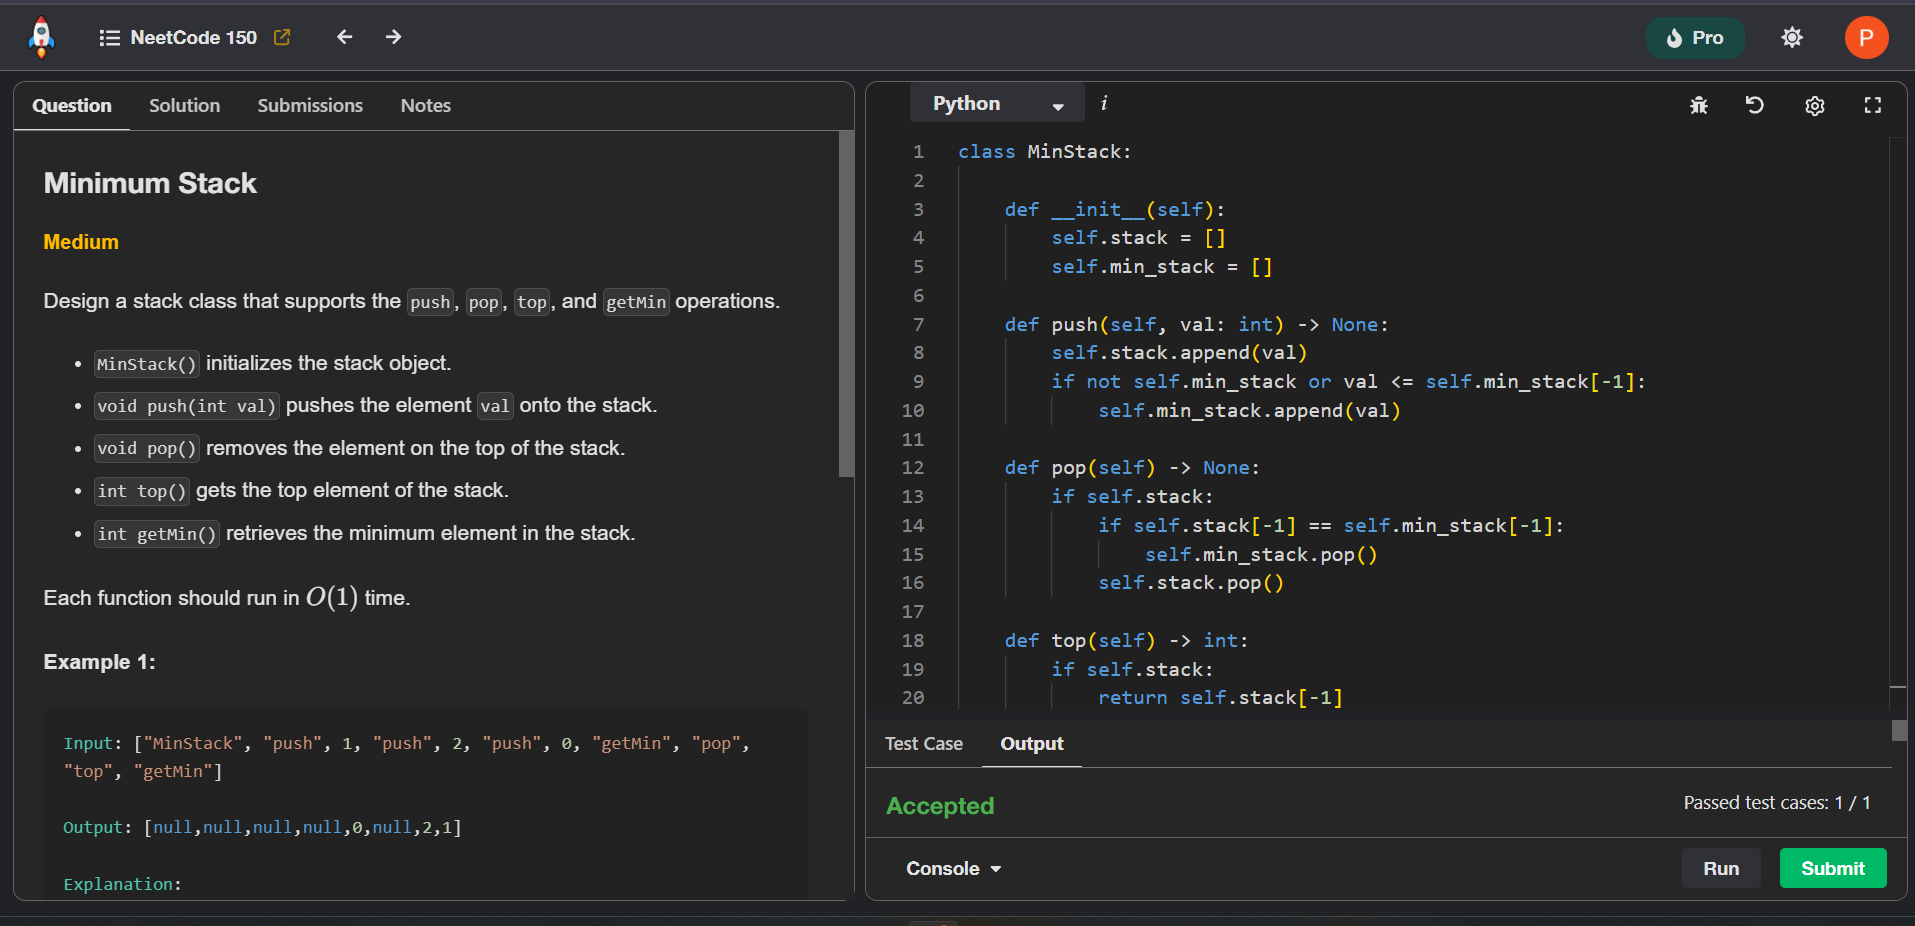 NeetCode 150
Pro
P
Question Solution Submissions Notes
Minimum Stack
Medium
Design a stack class that supports the push, pop, top, and getMin operations.
• MinStack() initializes the stack object.
• void push(int val) pushes the element val onto the stack.
• void pop() removes the element on the top of the stack.
• int top() gets the top element of the stack.
• int getMin() retrieves the minimum element in the stack.
Each function should run in O(1) time.
Example 1:
Input: ["MinStack", "push", 1, "push", 2, "push", 0, "getMin", "pop",
"top", "getMin"]
Output: [null,null,null,null,0,null,2,1]
Explanation:
Python i
1 class MinStack:
2
3 def __init__(self):
4 self.stack = []
5 self.min_stack = []
6
7 def push(self, val: int) -> None:
8 self.stack.append(val)
9 if not self.min_stack or val <= self.min_stack[-1]:
10 self.min_stack.append(val)
11
12 def pop(self) -> None:
13 if self.stack:
14 if self.stack[-1] == self.min_stack[-1]:
15 self.min_stack.pop()
16 self.stack.pop()
17
18 def top(self) -> int:
19 if self.stack:
20 return self.stack[-1]
Test Case Output
Accepted
Passed test cases: 1 / 1
Console
Run Submit